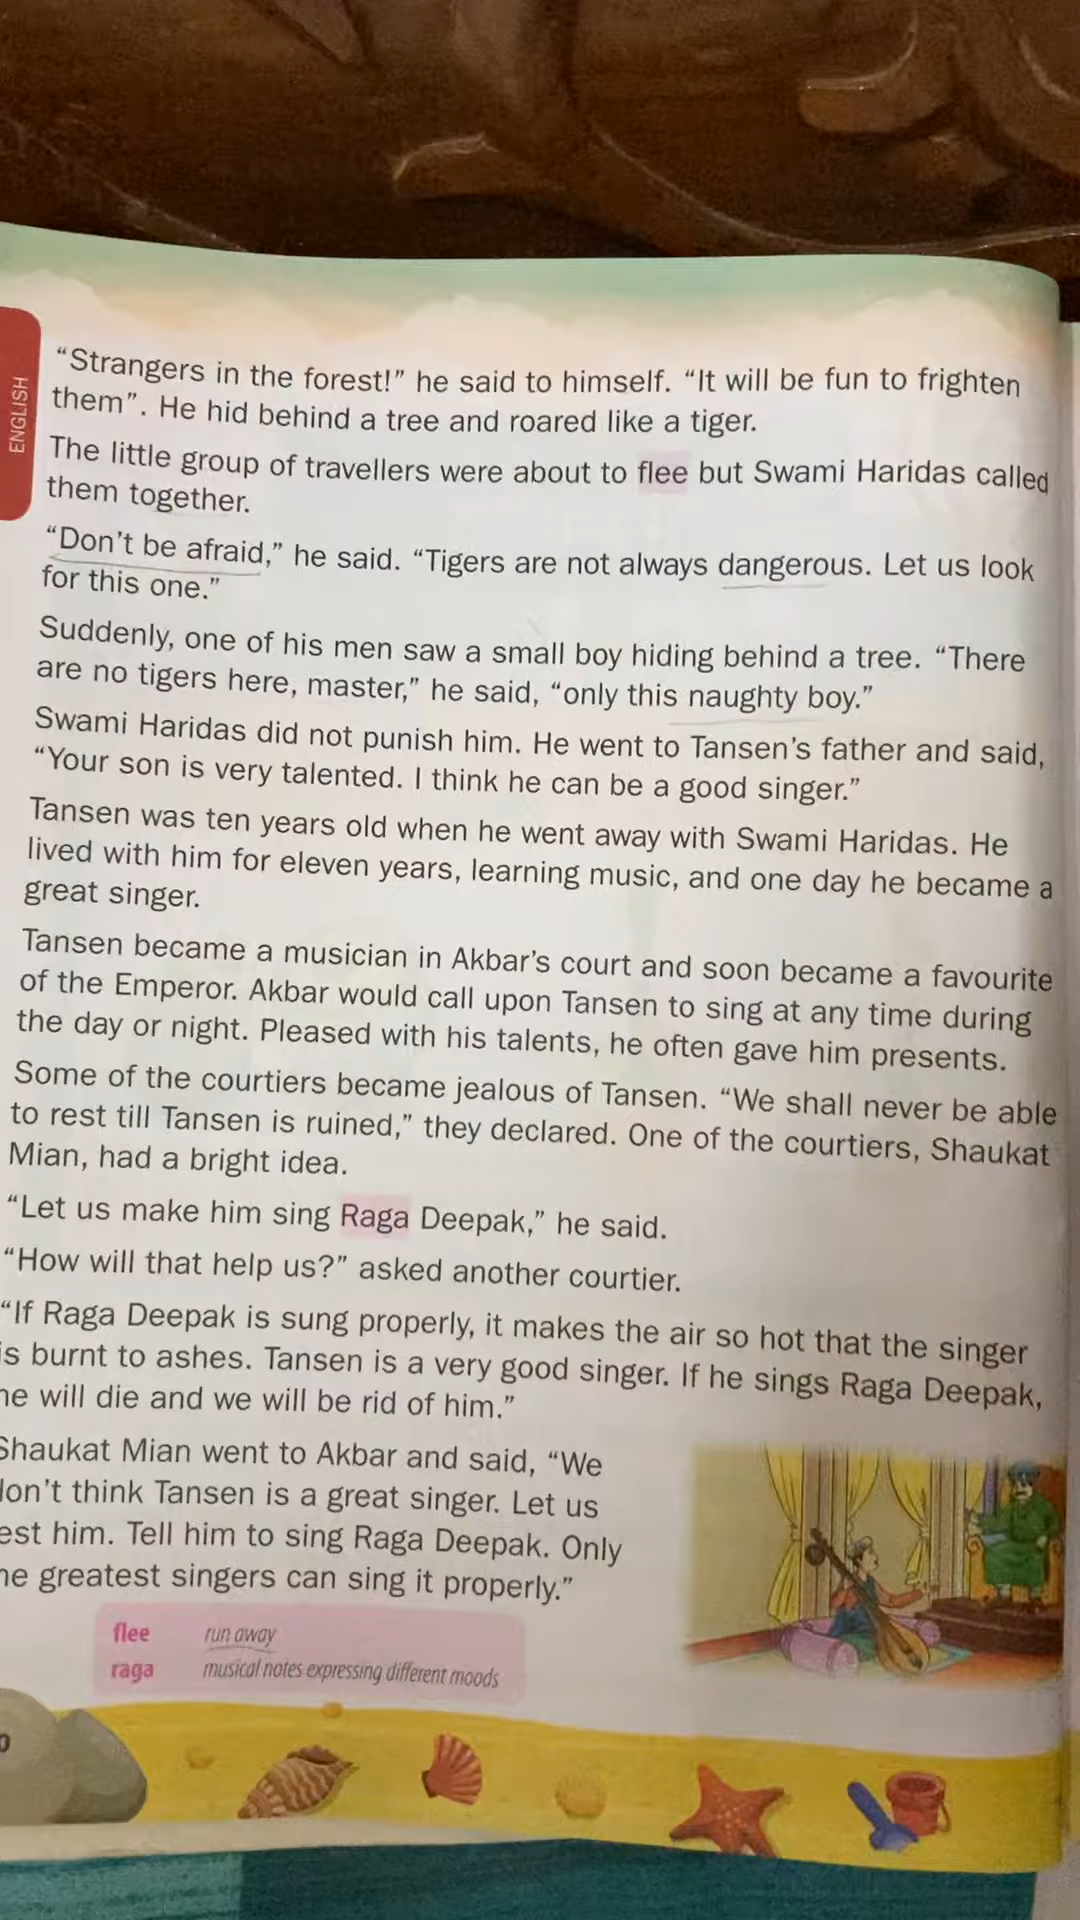 ENGLISH
“Strangers in the forest!” he said to himself. “It will be fun to frighten
them”. He hid behind a tree and roared like a tiger.
The little group of travellers were about to flee but Swami Haridas called
them together.
“Don’t be afraid,” he said. “Tigers are not always dangerous. Let us look
for this one.”
Suddenly, one of his men saw a small boy hiding behind a tree. “There
are no tigers here, master,” he said, “only this naughty boy.”
Swami Haridas did not punish him. He went to Tansen’s father and said,
“Your son is very talented. I think he can be a good singer.”
Tansen was ten years old when he went away with Swami Haridas. He
lived with him for eleven years, learning music, and one day he became a
great singer.
Tansen became a musician in Akbar’s court and soon became a favourite
of the Emperor. Akbar would call upon Tansen to sing at any time during
the day or night. Pleased with his talents, he often gave him presents.
Some of the courtiers became jealous of Tansen. “We shall never be able
to rest till Tansen is ruined,” they declared. One of the courtiers, Shaukat
Mian, had a bright idea.
“Let us make him sing Raga Deepak,” he said.
“How will that help us?” asked another courtier.
“If Raga Deepak is sung properly, it makes the air so hot that the singer
is burnt to ashes. Tansen is a very good singer. If he sings Raga Deepak,
he will die and we will be rid of him.”
Shaukat Mian went to Akbar and said, “We
don’t think Tansen is a great singer. Let us
est him. Tell him to sing Raga Deepak. Only
he greatest singers can sing it properly.”
flee run away
raga musical notes expressing different moods
0